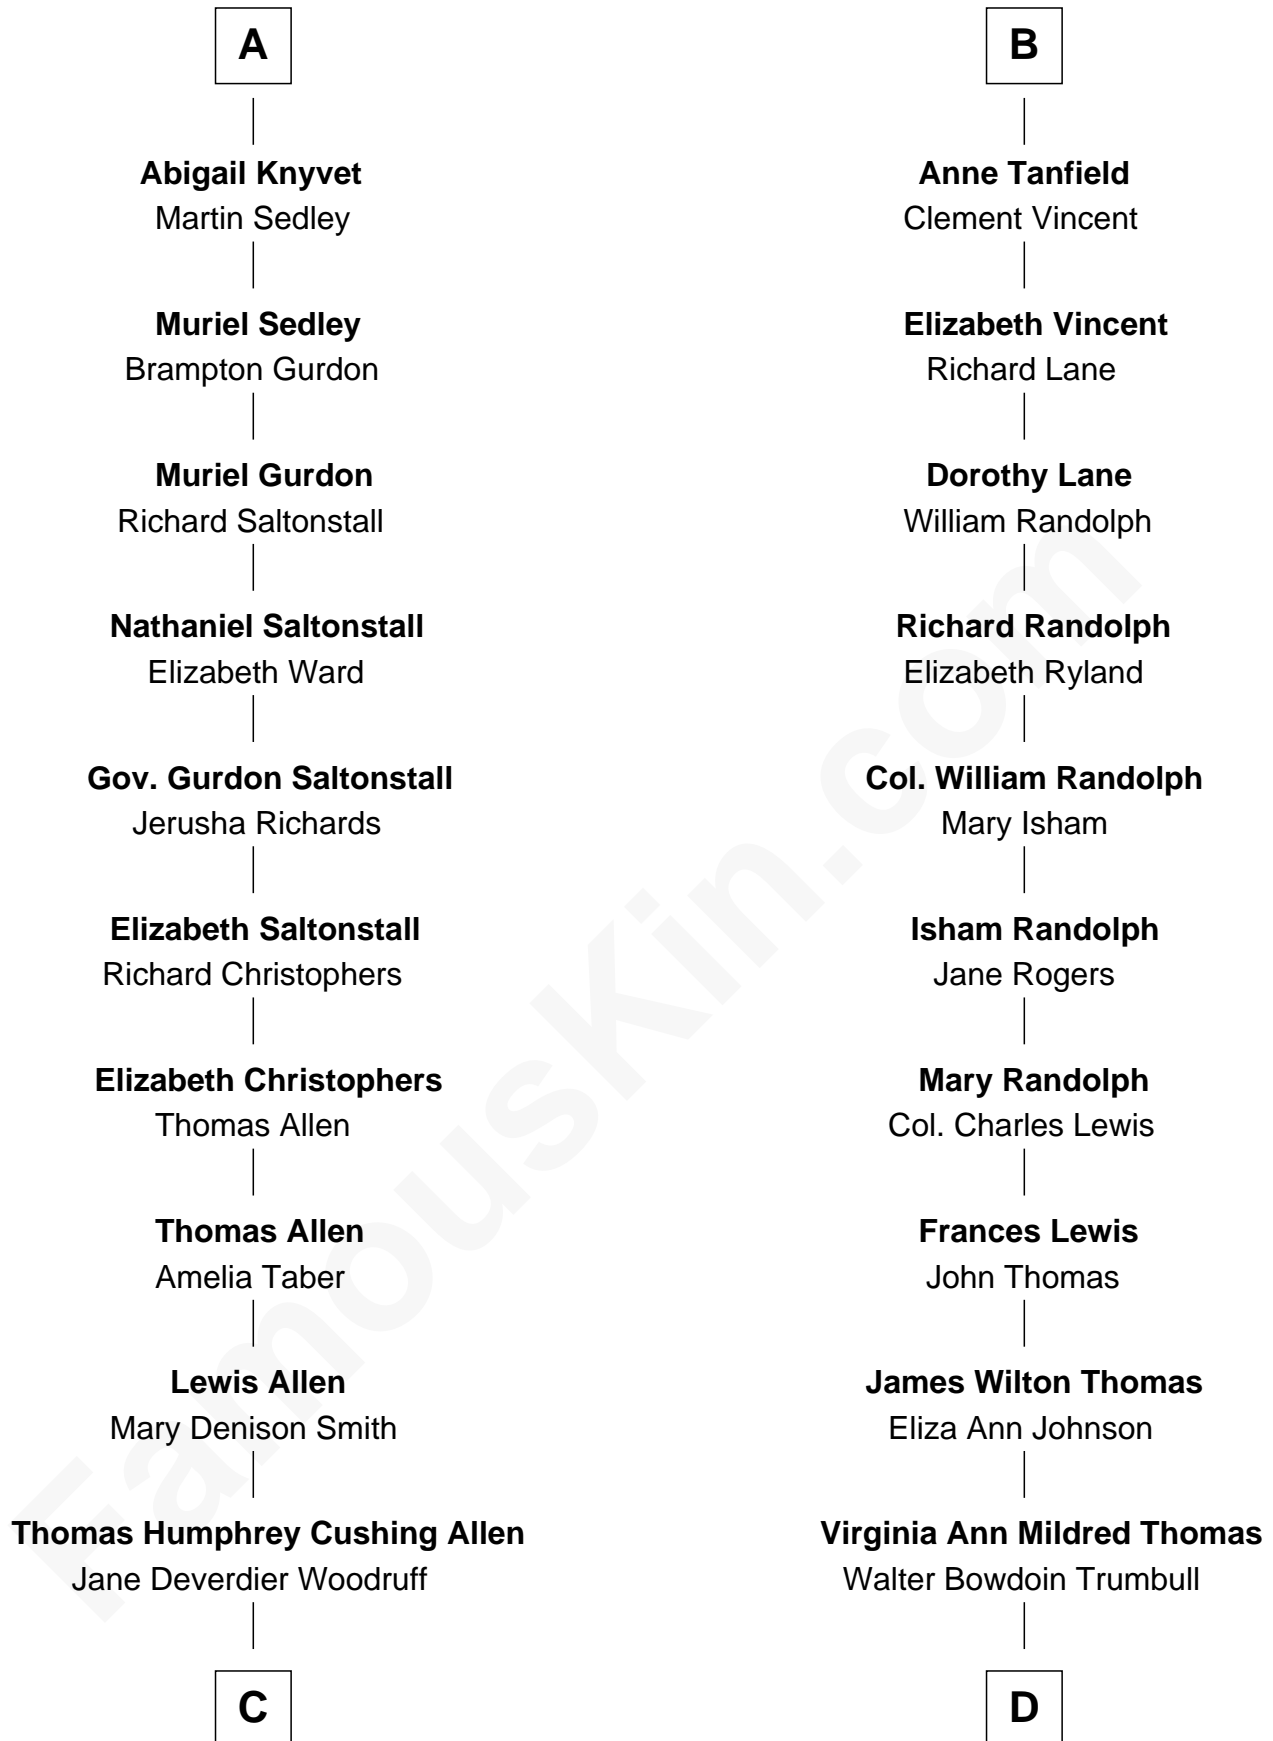 A
Abigail Knyvet
Martin Sedley
Muriel Sedley
Brampton Gurdon
Muriel Gurdon
Richard Saltonstall
Nathaniel Saltonstall
Elizabeth Ward
Gov. Gurdon Saltonstall
Jerusha Richards
Elizabeth Saltonstall
Richard Christophers
Elizabeth Christophers
Thomas Allen
Thomas Allen
Amelia Taber
Lewis Allen
Mary Denison Smith
Thomas Humphrey Cushing Allen
Jane Deverdier Woodruff
C
B
Anne Tanfield
Clement Vincent
Elizabeth Vincent
Richard Lane
Dorothy Lane
William Randolph
Richard Randolph
Elizabeth Ryland
Col. William Randolph
Mary Isham
Isham Randolph
Jane Rogers
Mary Randolph
Col. Charles Lewis
Frances Lewis
John Thomas
James Wilton Thomas
Eliza Ann Johnson
Virginia Ann Mildred Thomas
Walter Bowdoin Trumbull
D
FamousKin.com